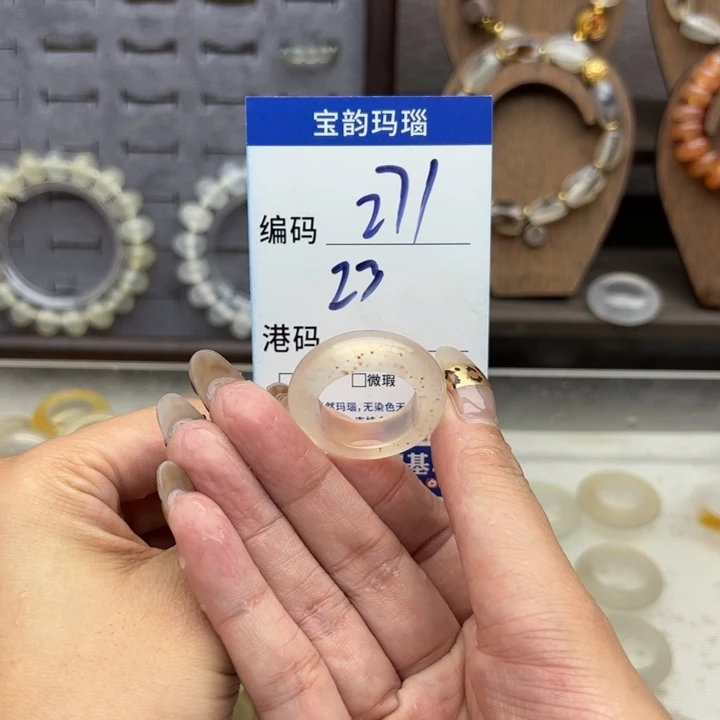 宝韵玛瑙
编码 271
23
港码
□微瑕
然玛瑙,无染色无
基